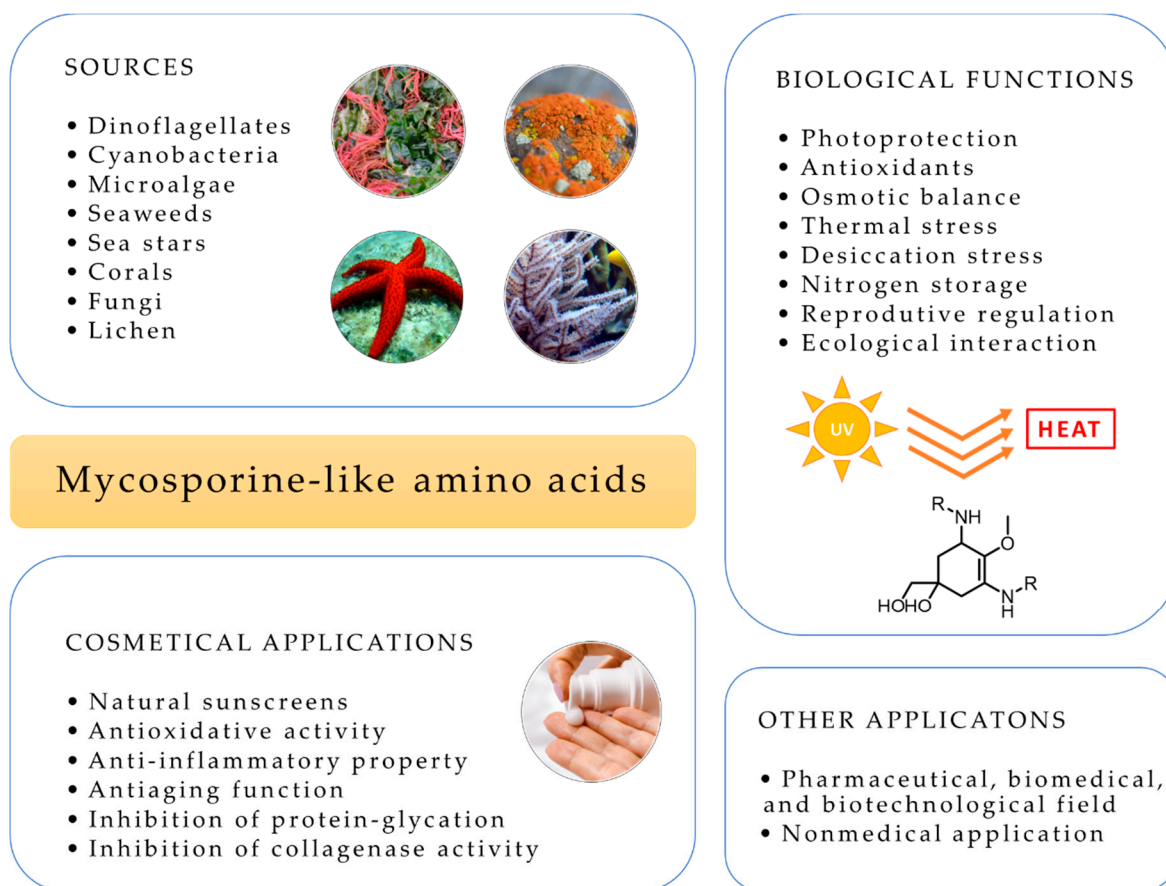 SOURCES
• Dinoflagellates
• Cyanobacteria
• Microalgae
• Seaweeds
• Sea stars
• Corals
• Fungi
• Lichen
Mycosporine-like amino acids
COSMETICAL APPLICATIONS
• Natural sunscreens
• Antioxidative activity
• Anti-inflammatory property
• Antiaging function
• Inhibition of protein-glycation
• Inhibition of collagenase activity
BIOLOGICAL FUNCTIONS
• Photoprotection
• Antioxidants
• Osmotic balance
• Thermal stress
• Desiccation stress
• Nitrogen storage
• Reprodutive regulation
• Ecological interaction
UV
HEAT
R
NH
O
HOHO
N
H
R
OTHER APPLICATONS
• Pharmaceutical, biomedical,
and biotechnological field
• Nonmedical application